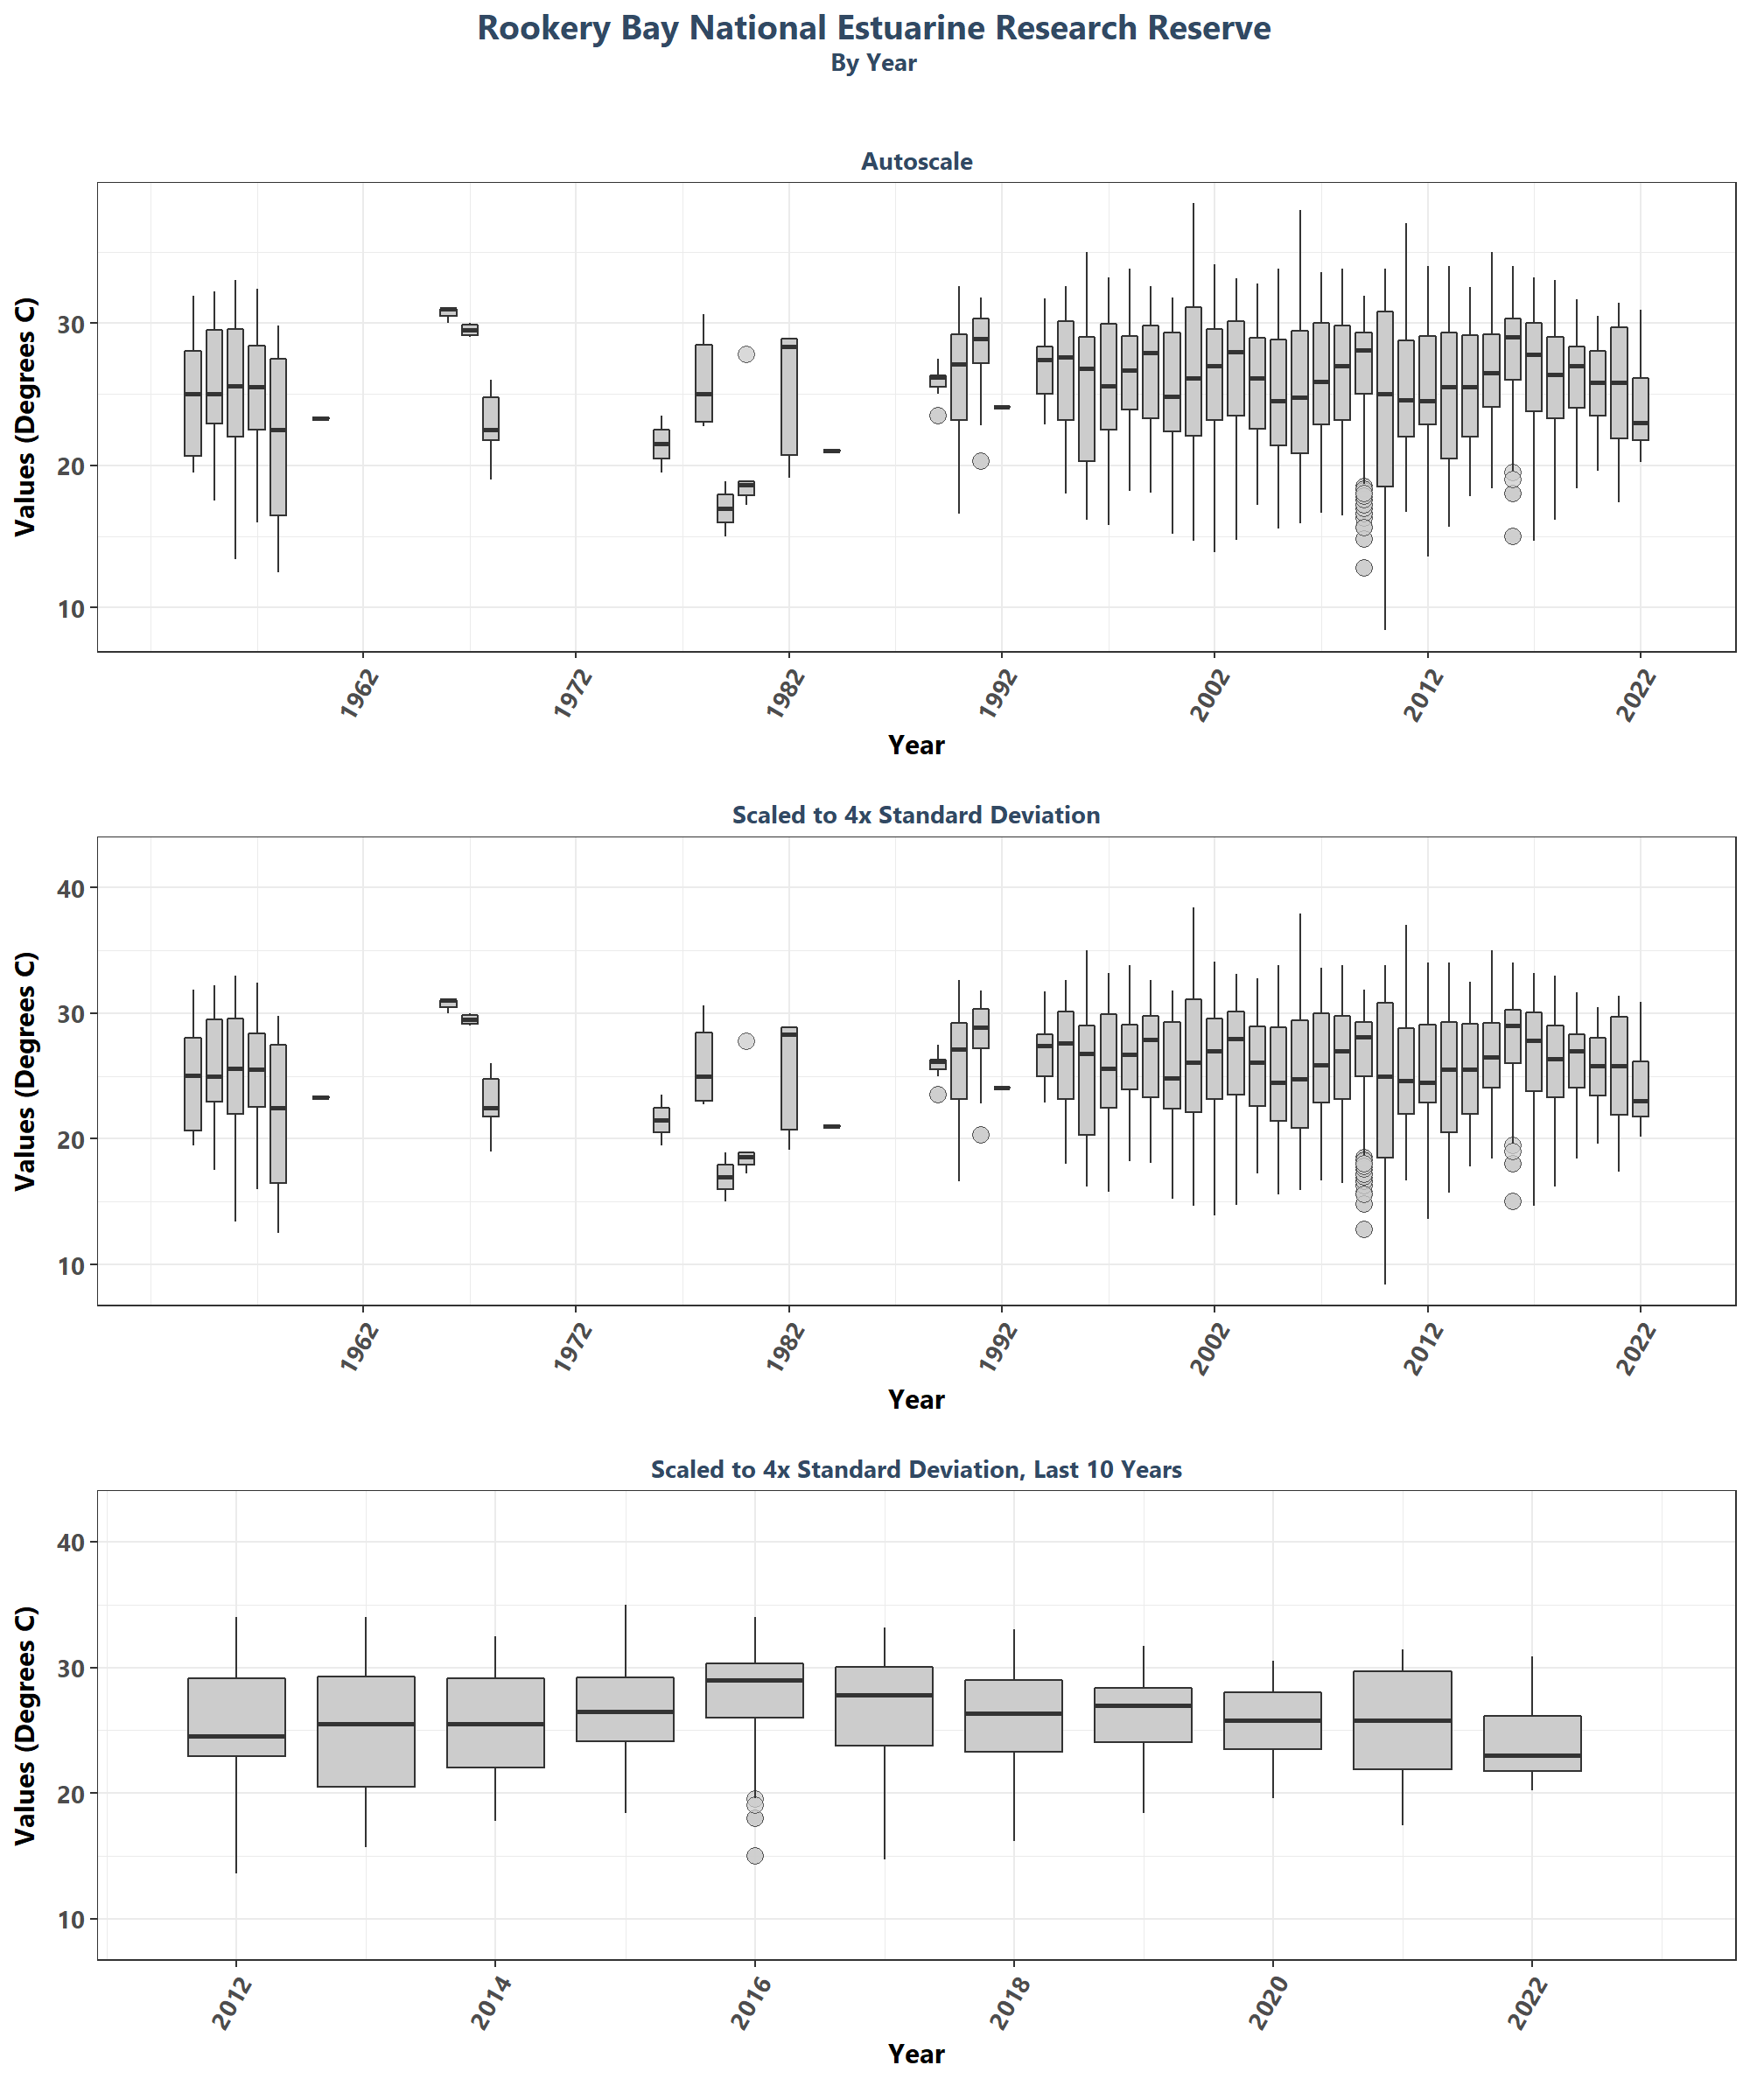 Rookery Bay National Estuarine Research Reserve
By Year
Autoscale
Values (Degrees C)
30
20
10
1962 1972 1982 1992 2002 2012 2022
Year
Scaled to 4x Standard Deviation
Values (Degrees C)
40
30
20
10
1962 1972 1982 1992 2002 2012 2022
Year
Scaled to 4x Standard Deviation, Last 10 Years
Values (Degrees C)
40
30
20
10
2012 2014 2016 2018 2020 2022
Year